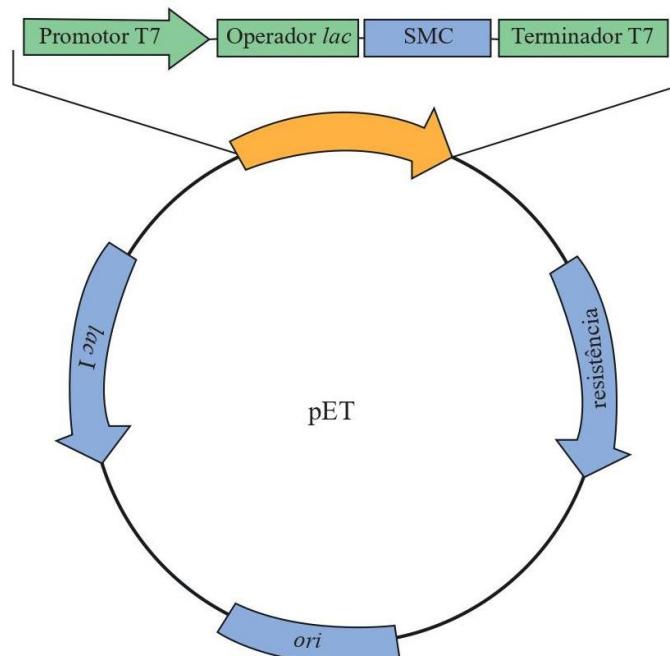 Promotor T7 Operador lac SMC Terminador T7
lac I
resistência
pET
ori